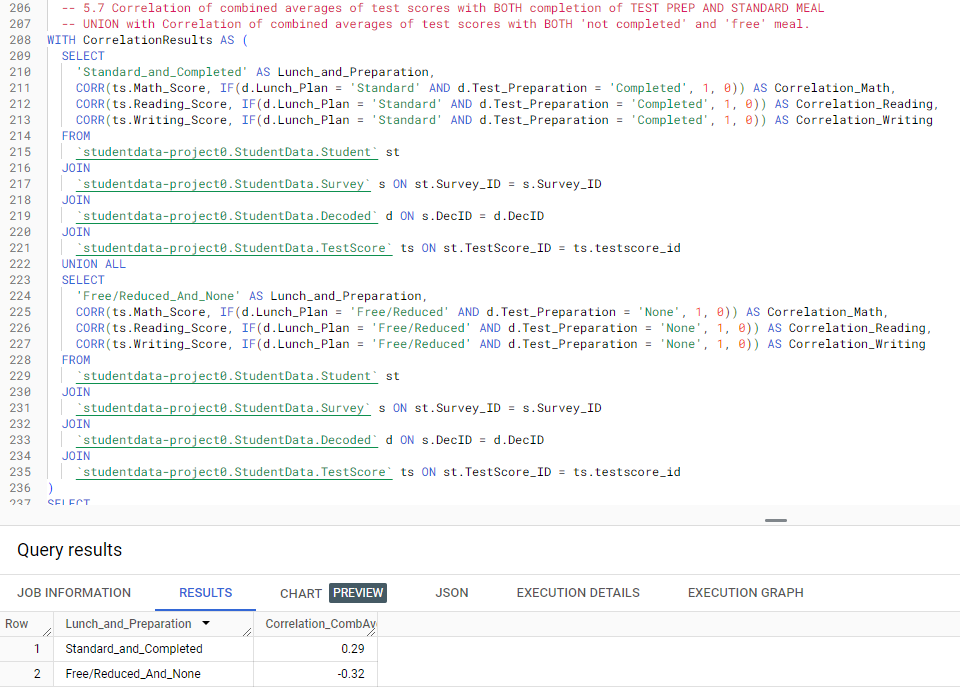 206 -- 5.7 Correlation of combined averages of test scores with BOTH completion of TEST PREP AND STANDARD MEAL
207 -- UNION with Correlation of combined averages of test scores with BOTH 'not completed' and 'free' meal.
208 WITH CorrelationResults AS (
209 SELECT
210 'Standard_and_Completed' AS Lunch_and_Preparation,
211 CORR(ts.Math_Score, IF(d.Lunch_Plan = 'Standard' AND d.Test_Preparation = 'Completed', 1, 0)) AS Correlation_Math,
212 CORR(ts.Reading_Score, IF(d.Lunch_Plan = 'Standard' AND d.Test_Preparation = 'Completed', 1, 0)) AS Correlation_Reading,
213 CORR(ts.Writing_Score, IF(d.Lunch_Plan = 'Standard' AND d.Test_Preparation = 'Completed', 1, 0)) AS Correlation_Writing
214 FROM
215 `studentdata-project0.StudentData.Student` st
216 JOIN
217 `studentdata-project0.StudentData.Survey` s ON st.Survey_ID = s.Survey_ID
218 JOIN
219 `studentdata-project0.StudentData.Decoded` d ON s.DecID = d.DecID
220 JOIN
221 `studentdata-project0.StudentData.TestScore` ts ON st.TestScore_ID = ts.testscore_id
222 UNION ALL
223 SELECT
224 'Free/Reduced_And_None' AS Lunch_and_Preparation,
225 CORR(ts.Math_Score, IF(d.Lunch_Plan = 'Free/Reduced' AND d.Test_Preparation = 'None', 1, 0)) AS Correlation_Math,
226 CORR(ts.Reading_Score, IF(d.Lunch_Plan = 'Free/Reduced' AND d.Test_Preparation = 'None', 1, 0)) AS Correlation_Reading,
227 CORR(ts.Writing_Score, IF(d.Lunch_Plan = 'Free/Reduced' AND d.Test_Preparation = 'None', 1, 0)) AS Correlation_Writing
228 FROM
229 `studentdata-project0.StudentData.Student` st
230 JOIN
231 `studentdata-project0.StudentData.Survey` s ON st.Survey_ID = s.Survey_ID
232 JOIN
233 `studentdata-project0.StudentData.Decoded` d ON s.DecID = d.DecID
234 JOIN
235 `studentdata-project0.StudentData.TestScore` ts ON st.TestScore_ID = ts.testscore_id
236 )
237 SELECT
Query results
JOB INFORMATION RESULTS CHART PREVIEW JSON EXECUTION DETAILS EXECUTION GRAPH
Row Lunch_and_Preparation Correlation_CombAv
1 Standard_and_Completed 0.29
2 Free/Reduced_And_None -0.32